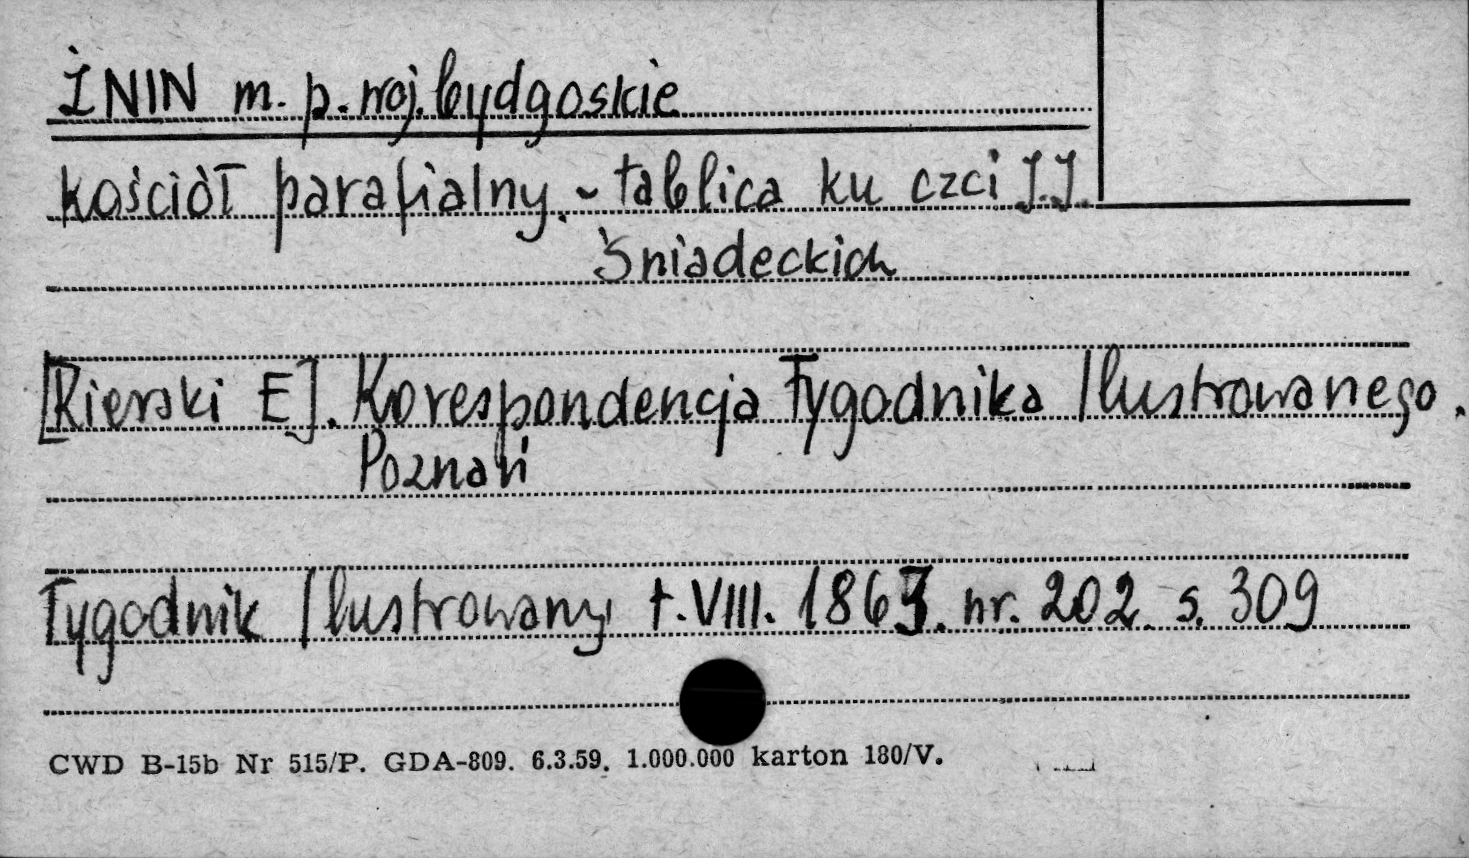 ŻNIN m. p. woj. bydgoskie
kościół parafialny. - tablica ku czci J.J.
Śniadeckich
[Kierski E]. Korespondencja Tygodnika Ilustrowanego.
Poznań
Tygodnik Ilustrowany t. VIII. 1863. nr. 202 s. 309
CWD B-15b Nr 515/P. GDA-809. 6.3.59. 1.000.000 karton 180/V.